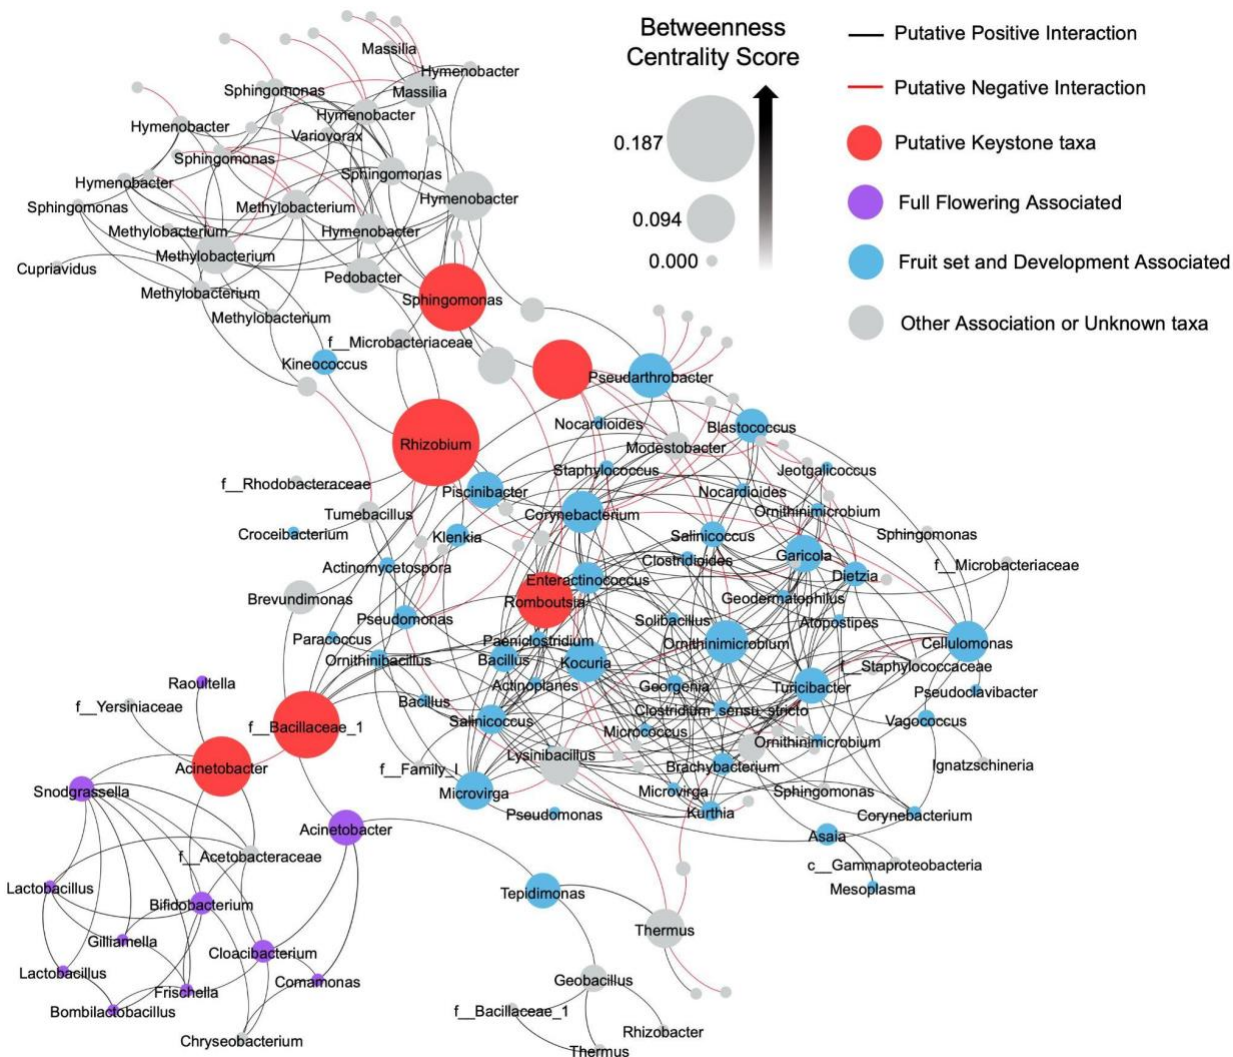 Betweenness
Centrality Score
0.187
0.094
0.000
Putative Positive Interaction
Putative Negative Interaction
Putative Keystone taxa
Full Flowering Associated
Fruit set and Development Associated
Other Association or Unknown taxa
Massilia
Hymenobacter
Sphingomonas
Massilia
Hymenobacter
Hymenobacter
Variovorax
Sphingomonas
Sphingomonas
Hymenobacter
Hymenobacter
Sphingomonas
Methylobacterium
Methylobacterium
Hymenobacter
Methylobacterium
Cupriavidus
Pedobacter
Methylobacterium
Sphingomonas
Methylobacterium
f__Microbacteriaceae
Kineococcus
Pseudarthrobacter
Nocardioides
Blastococcus
Rhizobium
Modestobacter
Staphylococcus
Jeotgalicoccus
f__Rhodobacteraceae
Piscinibacter
Nocardioides
Tumebacillus
Corynebacterium
Ornithinimicrobium
Croceibacterium
Klenkia
Salinicoccus
Sphingomonas
Clostridioides
Garicola
f__Microbacteriaceae
Actinomycetospora
Enteractinococcus
Dietzia
Brevundimonas
Romboutsia
Geodermatophilus
Pseudomonas
Solibacillus
Atopostipes
Paracoccus
Paeniclostridium
Ornithinimicrobium
Cellulomonas
Ornithinibacillus
Bacillus
Kocuria
f__Staphylococcaceae
Raoultella
Actinoplanes
Georgenia
Turicibacter
Pseudoclavibacter
f__Yersiniaceae
Bacillus
Clostridium_sensu_stricto
f__Bacillaceae_1
Salinicoccus
Micrococcus
Vagococcus
Ornithinimicrobium
Lysinibacillus
Acinetobacter
f__Family_I
Brachybacterium
Ignatzschineria
Snodgrassella
Microvirga
Microvirga
Sphingomonas
Pseudomonas
Kurthia
Corynebacterium
Acinetobacter
Asaia
f__Acetobacteraceae
c__Gammaproteobacteria
Lactobacillus
Tepidimonas
Mesoplasma
Bifidobacterium
Thermus
Gilliamella
Cloacibacterium
Lactobacillus
Comamonas
Geobacillus
Frischella
Bombilactobacillus
f__Bacillaceae_1
Rhizobacter
Chryseobacterium
Thermus